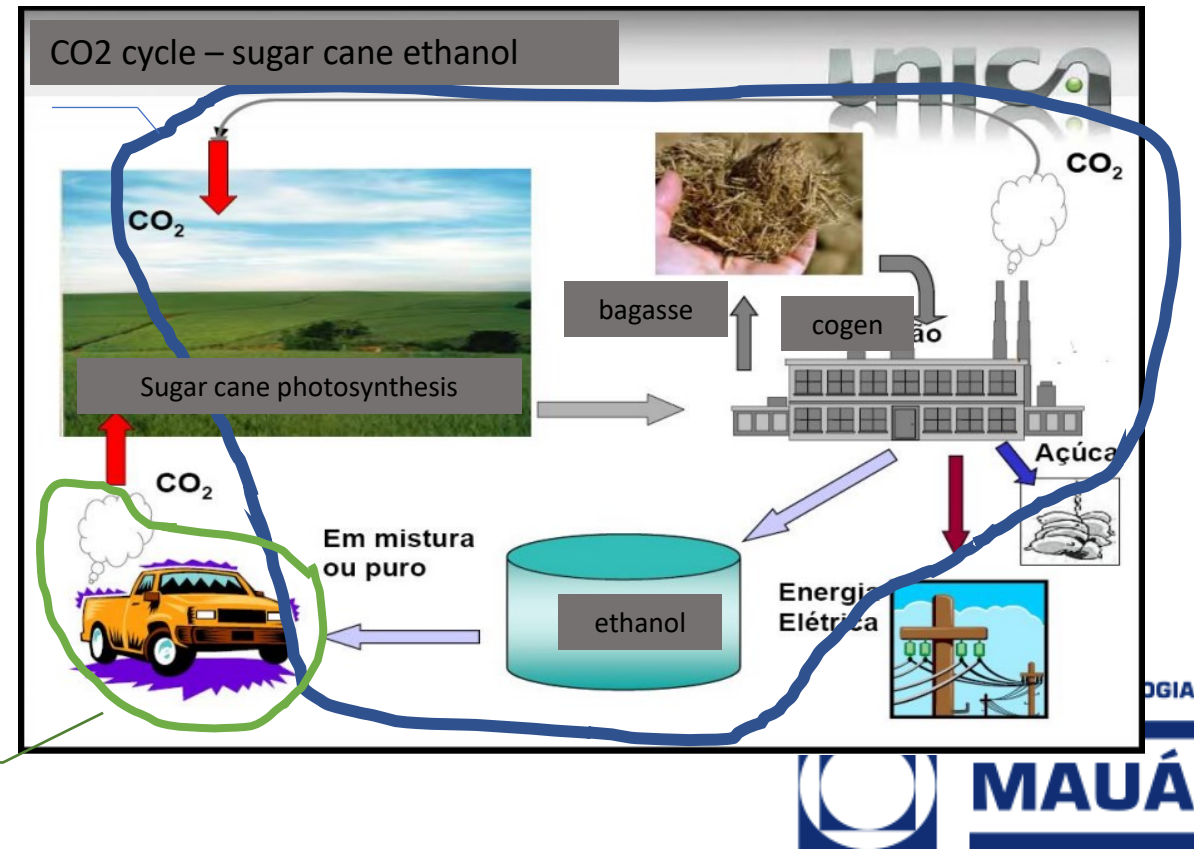 CO2 cycle – sugar cane ethanol
unica
CO₂
CO₂
bagasse
cogen
ão
Sugar cane photosynthesis
Açúca
CO₂
Em mistura
ou puro
ethanol
Energia
Elétrica
OGIA
MAUÁ